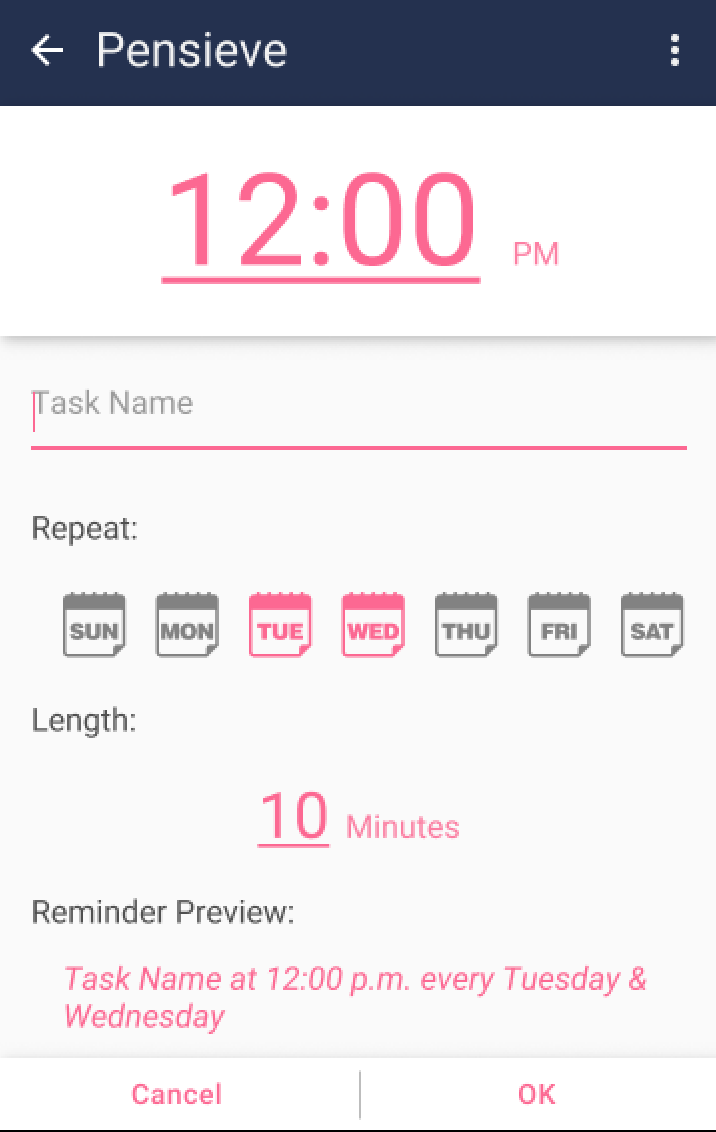 Pensieve
12:00 PM
Task Name
Repeat:
SUN MON TUE WED THU FRI SAT
Length:
10 Minutes
Reminder Preview:
Task Name at 12:00 p.m. every Tuesday &
Wednesday
Cancel OK